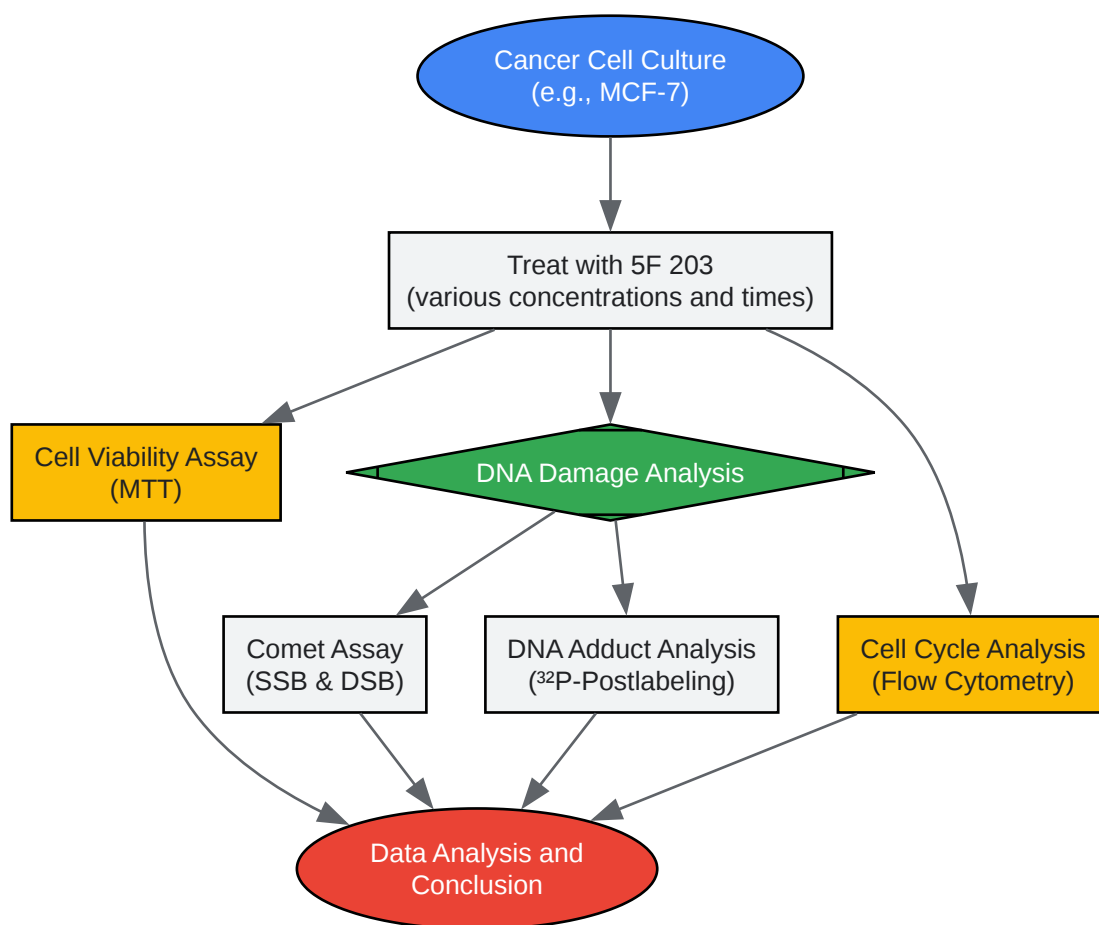 Cancer Cell Culture
(e.g., MCF-7)
Treat with 5F 203
(various concentrations and times)
Cell Viability Assay
(MTT)
DNA Damage Analysis
Comet Assay
(SSB & DSB)
DNA Adduct Analysis
(³²P-Postlabeling)
Cell Cycle Analysis
(Flow Cytometry)
Data Analysis and
Conclusion